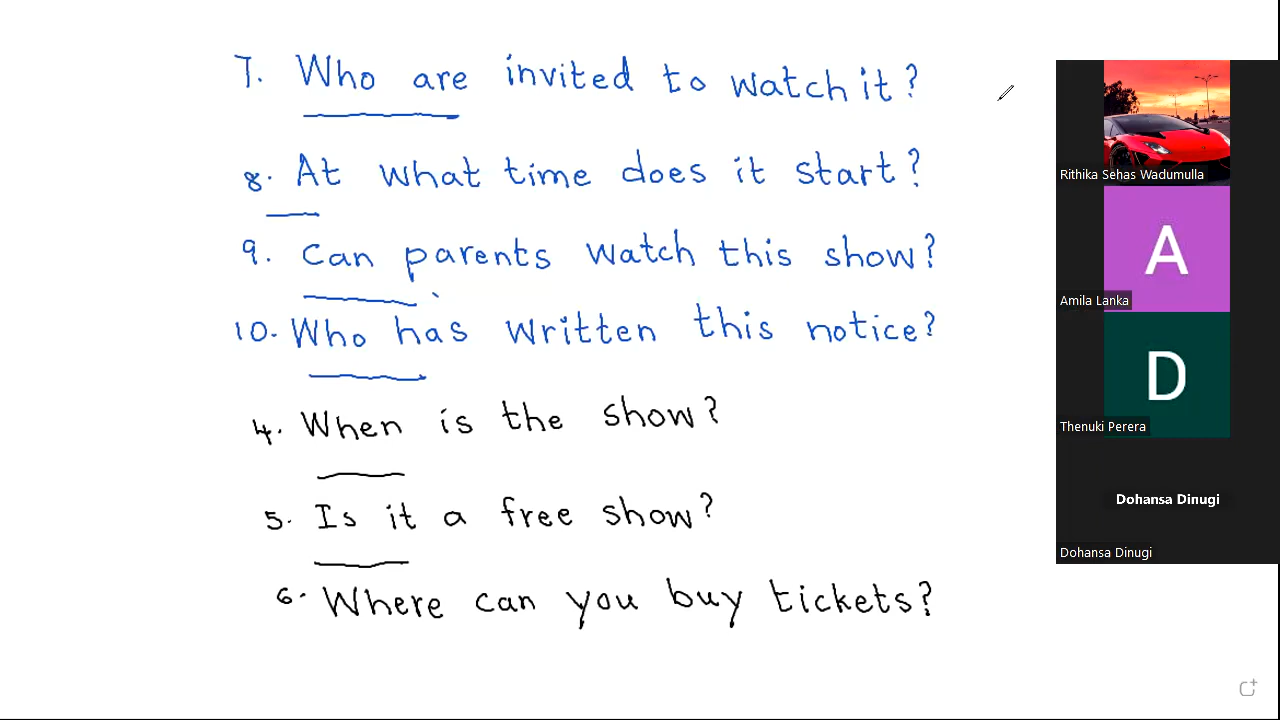 7. Who are invited to watch it?
8. At what time does it start?
9. Can parents watch this show?
10. Who has written this notice?
4. When is the show?
5. Is it a free show?
6. Where can you buy tickets?
Rithika Sehas Wadumulla
A
Amila Lanka
D
Thenuki Perera
Dohansa Dinugi
Dohansa Dinugi